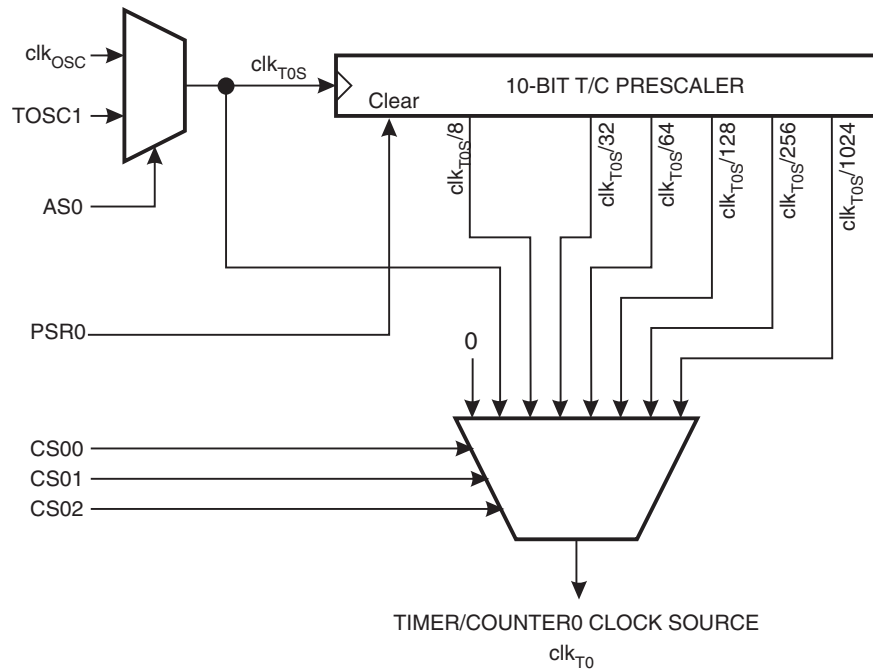 clkOSC
TOSC1
AS0
PSR0
clkT0S
10-BIT T/C PRESCALER
Clear
clkT0S/8
clkT0S/32
clkT0S/64
clkT0S/128
clkT0S/256
clkT0S/1024
0
CS00
CS01
CS02
TIMER/COUNTER0 CLOCK SOURCE
clkT0